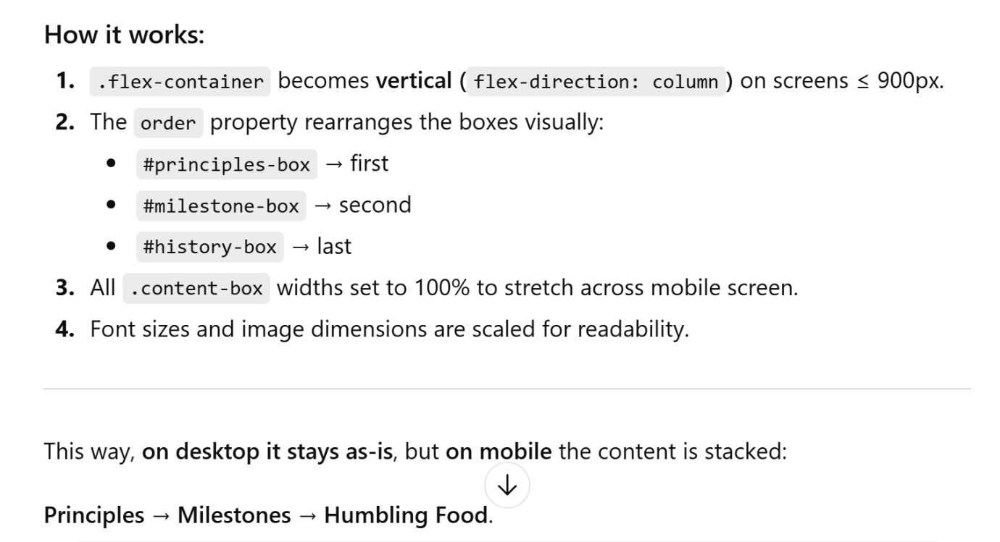 How it works:
1. .flex-container becomes vertical (flex-direction: column) on screens ≤ 900px.
2. The order property rearranges the boxes visually:
• #principles-box → first
• #milestone-box → second
• #history-box → last
3. All .content-box widths set to 100% to stretch across mobile screen.
4. Font sizes and image dimensions are scaled for readability.
This way, on desktop it stays as-is, but on mobile the content is stacked:
Principles → Milestones → Humbling Food.